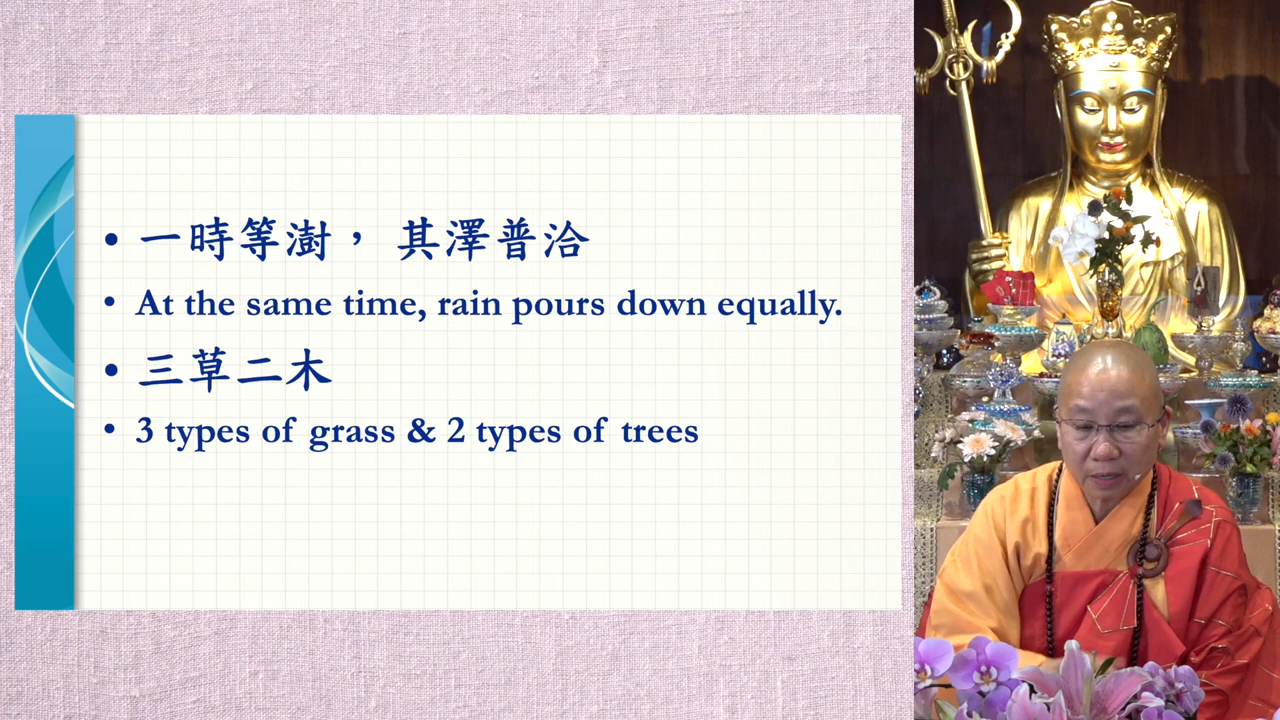 • 一時等澍， 其澤普洽
• At the same time, rain pours down equally.
• 三草二木
• 3 types of grass & 2 types of trees